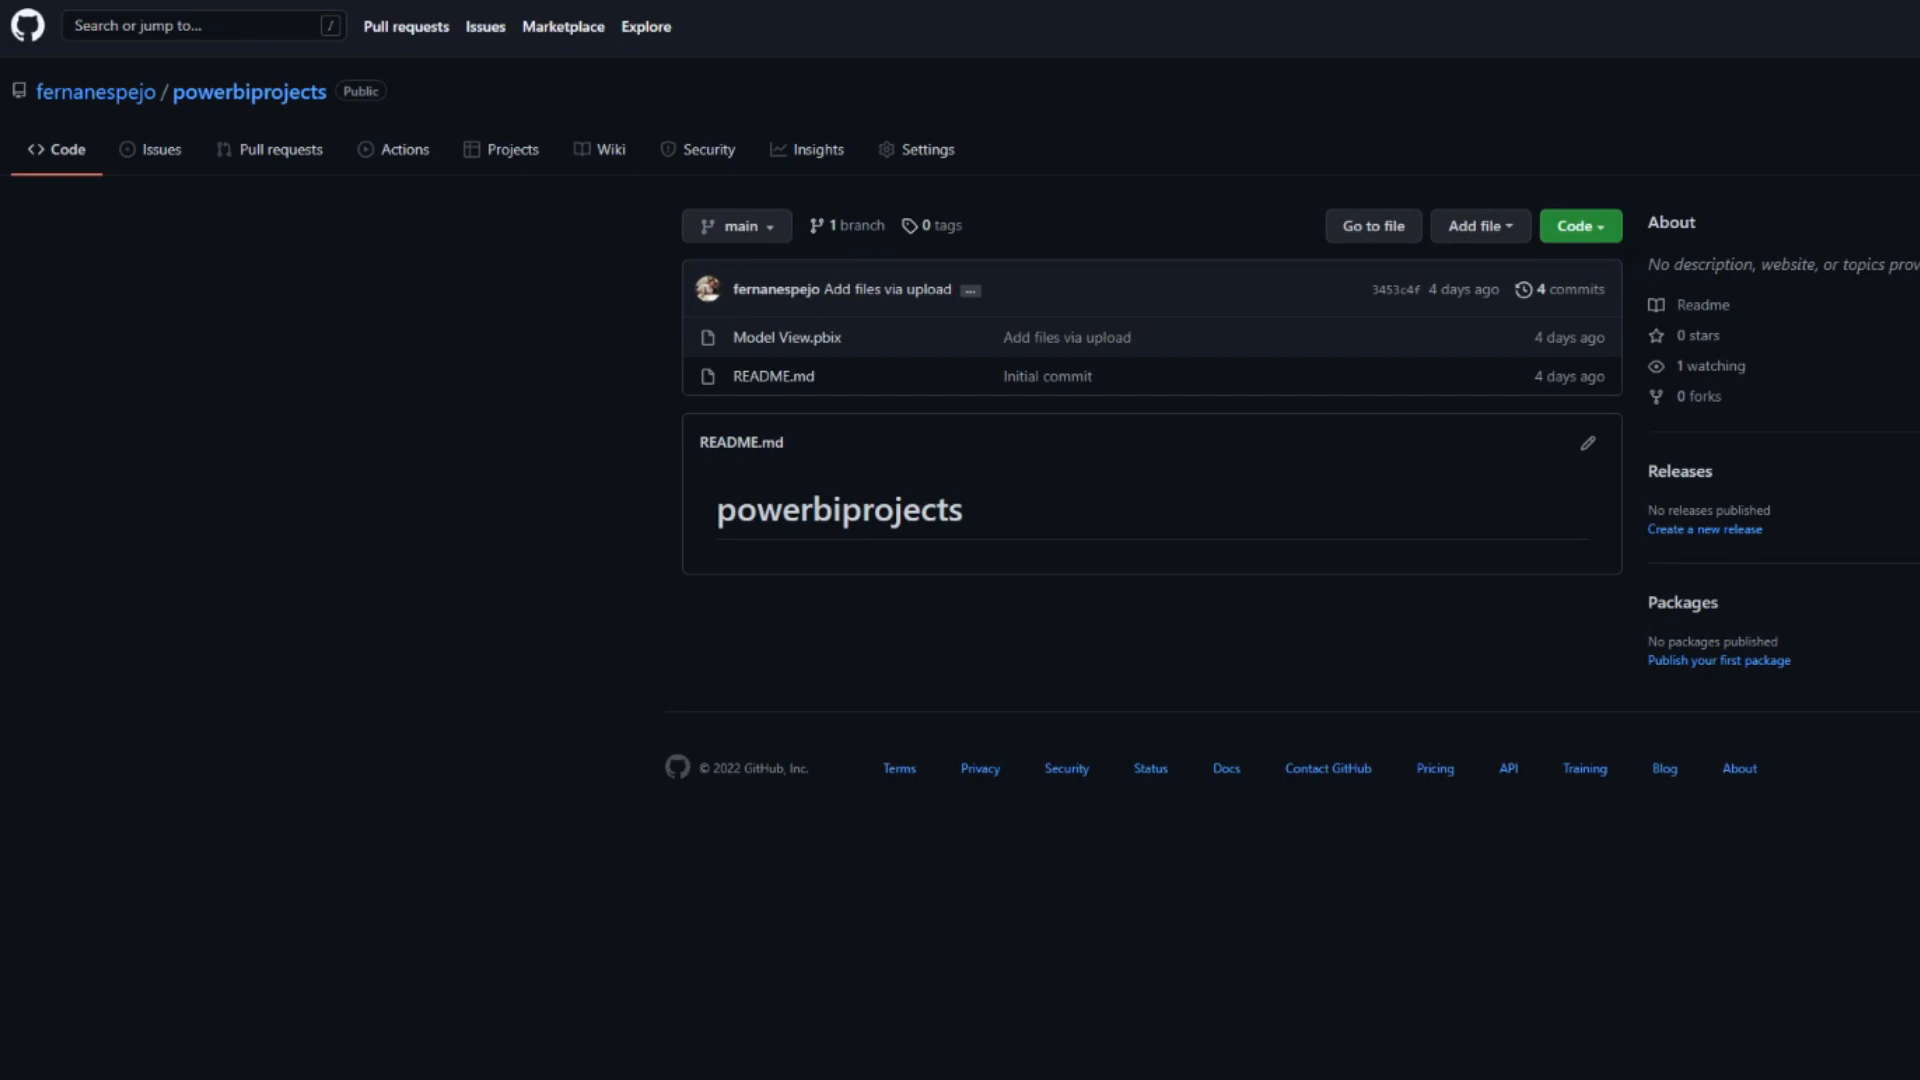 Search or jump to... /
Pull requests Issues Marketplace Explore
fernanespejo / powerbiprojects Public
Code Issues Pull requests Actions Projects Wiki Security Insights Settings
main 1 branch 0 tags Go to file Add file Code
fernanespejo Add files via upload ... 3453c4f 4 days ago 4 commits
Model View.pbix Add files via upload 4 days ago
README.md Initial commit 4 days ago
README.md
powerbiprojects
About
No description, website, or topics prov
Readme
0 stars
1 watching
0 forks
Releases
No releases published
Create a new release
Packages
No packages published
Publish your first package
© 2022 GitHub, Inc. Terms Privacy Security Status Docs Contact GitHub Pricing API Training Blog About